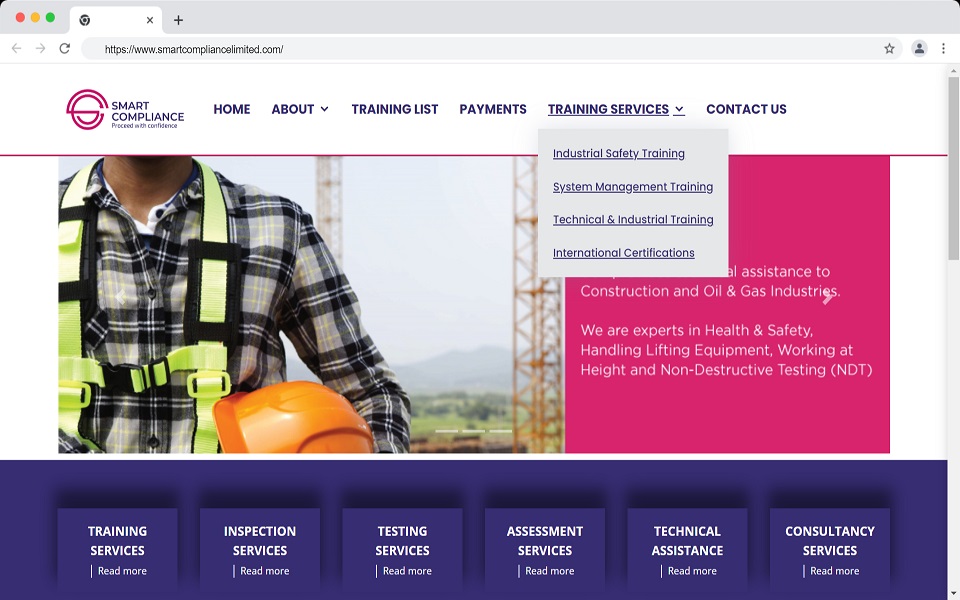 https://www.smartcompliancelimited.com/
SMART
COMPLIANCE
Proceed with confidence
HOME
ABOUT
TRAINING LIST
PAYMENTS
TRAINING SERVICES
CONTACT US
Industrial Safety Training
System Management Training
Technical & Industrial Training
International Certifications
assistance to
Construction and Oil & Gas Industries.
We are experts in Health & Safety,
Handling Lifting Equipment, Working at
Height and Non-Destructive Testing (NDT)
TRAINING
SERVICES
Read more
INSPECTION
SERVICES
Read more
TESTING
SERVICES
Read more
ASSESSMENT
SERVICES
Read more
TECHNICAL
ASSISTANCE
Read more
CONSULTANCY
SERVICES
Read more